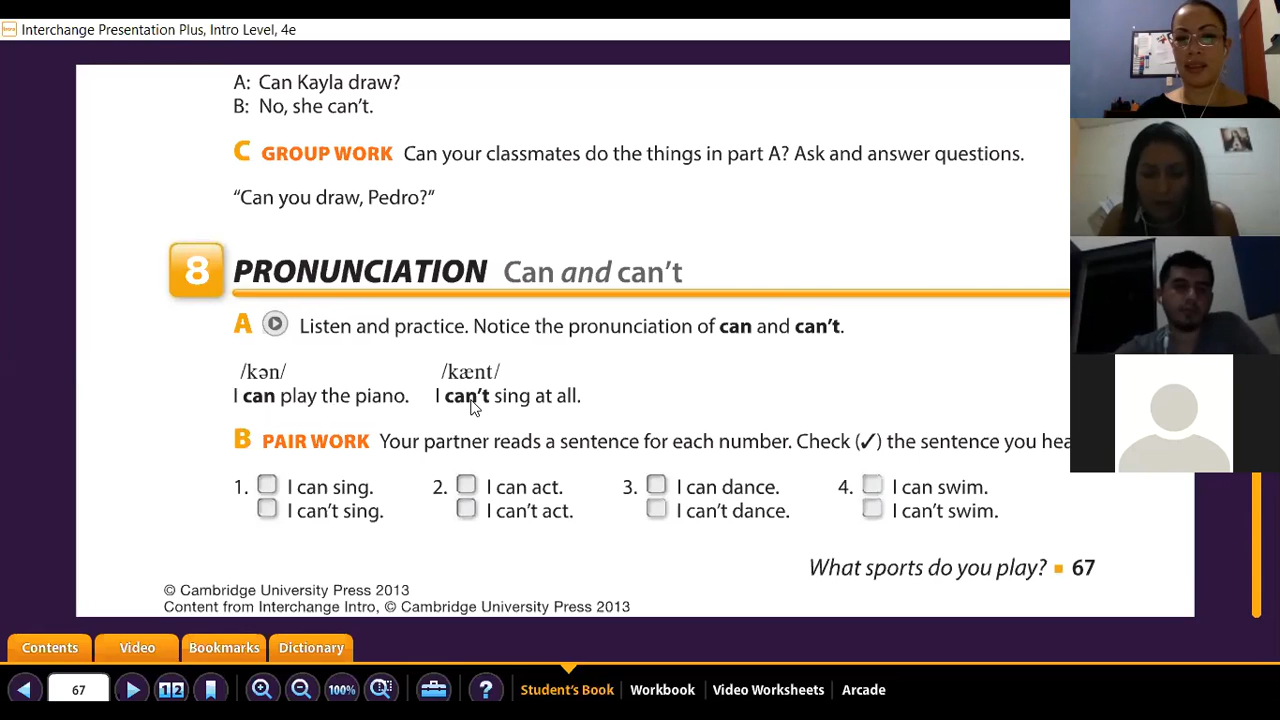 Interchange Presentation Plus, Intro Level, 4e
A: Can Kayla draw?
B: No, she can't.
C GROUP WORK Can your classmates do the things in part A? Ask and answer questions.
“Can you draw, Pedro?”
8 PRONUNCIATION Can and can't
A Listen and practice. Notice the pronunciation of can and can't.
/kən/ /kænt/
I can play the piano. I can't sing at all.
B PAIR WORK Your partner reads a sentence for each number. Check (✓) the sentence you hea
1. I can sing. 2. I can act. 3. I can dance. 4. I can swim.
I can't sing. I can't act. I can't dance. I can't swim.
What sports do you play? ▪ 67
© Cambridge University Press 2013
Content from Interchange Intro, © Cambridge University Press 2013
Contents Video Bookmarks Dictionary
67 1 2 100% ? Student's Book Workbook Video Worksheets Arcade